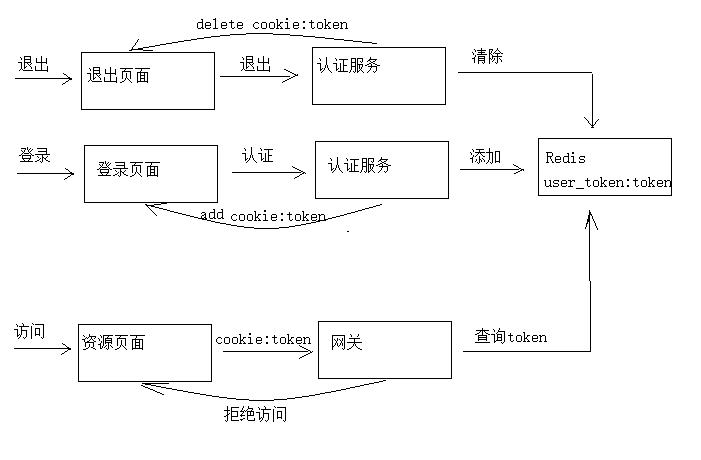 delete cookie:token
退出
退出页面
退出
认证服务
清除
登录
登录页面
认证
认证服务
添加
Redis
user_token:token
add cookie:token
访问
资源页面
cookie:token
网关
查询token
拒绝访问